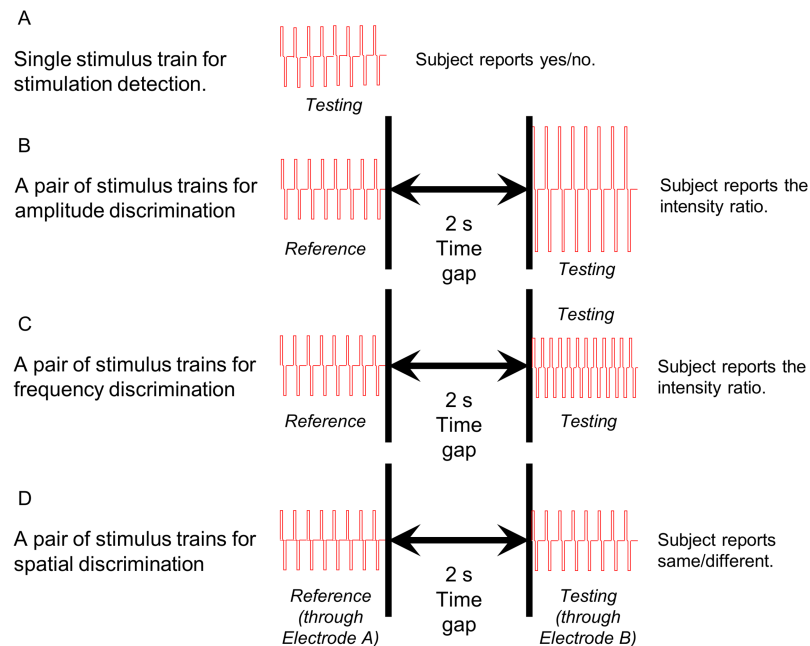 A
Single stimulus train for
stimulation detection.
Testing
Subject reports yes/no.
B
A pair of stimulus trains for
amplitude discrimination
Reference
2 s
Time
gap
Testing
Subject reports the
intensity ratio.
C
A pair of stimulus trains for
frequency discrimination
Reference
2 s
Time
gap
Testing
Testing
Subject reports the
intensity ratio.
D
A pair of stimulus trains for
spatial discrimination
Reference
(through
Electrode A)
2 s
Time
gap
Testing
(through
Electrode B)
Subject reports
same/different.